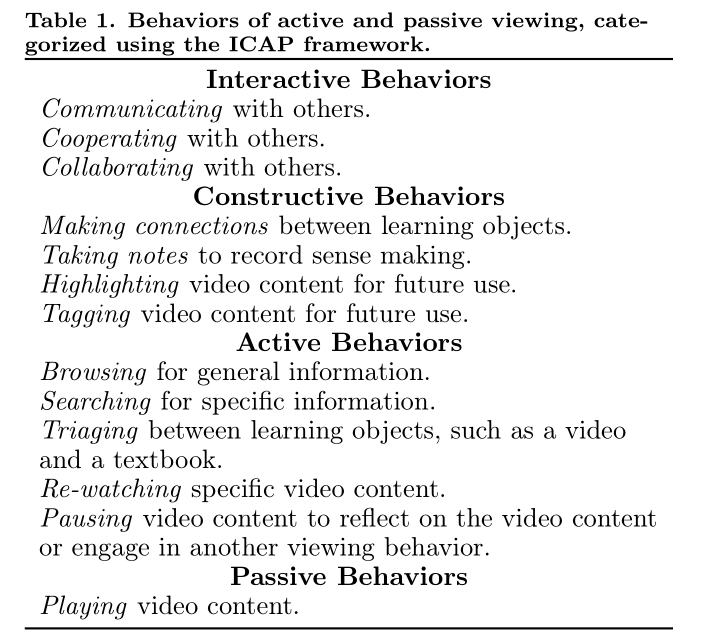 Table 1. Behaviors of active and passive viewing, cate-
gorized using the ICAP framework.
Interactive Behaviors
Communicating with others.
Cooperating with others.
Collaborating with others.
Constructive Behaviors
Making connections between learning objects.
Taking notes to record sense making.
Highlighting video content for future use.
Tagging video content for future use.
Active Behaviors
Browsing for general information.
Searching for specific information.
Triaging between learning objects, such as a video
and a textbook.
Re-watching specific video content.
Pausing video content to reflect on the video content
or engage in another viewing behavior.
Passive Behaviors
Playing video content.